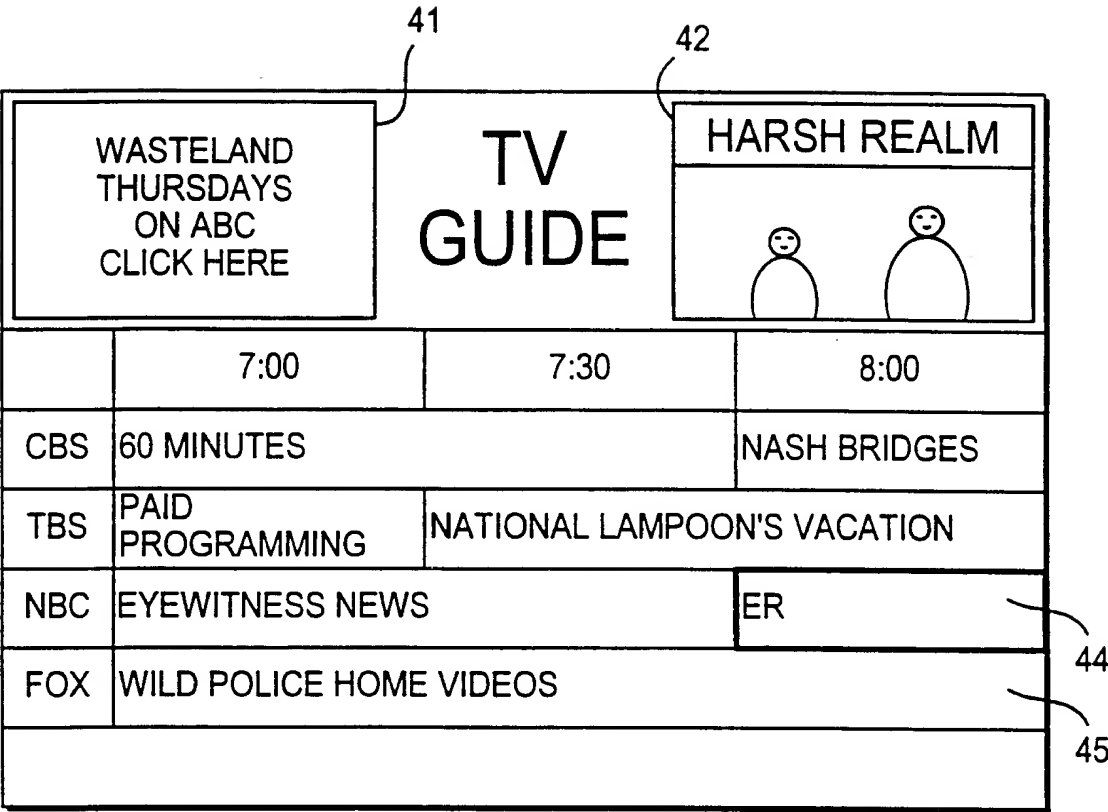 41
42
WASTELAND
THURSDAYS
ON ABC
CLICK HERE
TV
GUIDE
HARSH REALM
7:00 7:30 8:00
CBS 60 MINUTES NASH BRIDGES
TBS PAID
PROGRAMMING NATIONAL LAMPOON'S VACATION
NBC EYEWITNESS NEWS ER
44
FOX WILD POLICE HOME VIDEOS
45